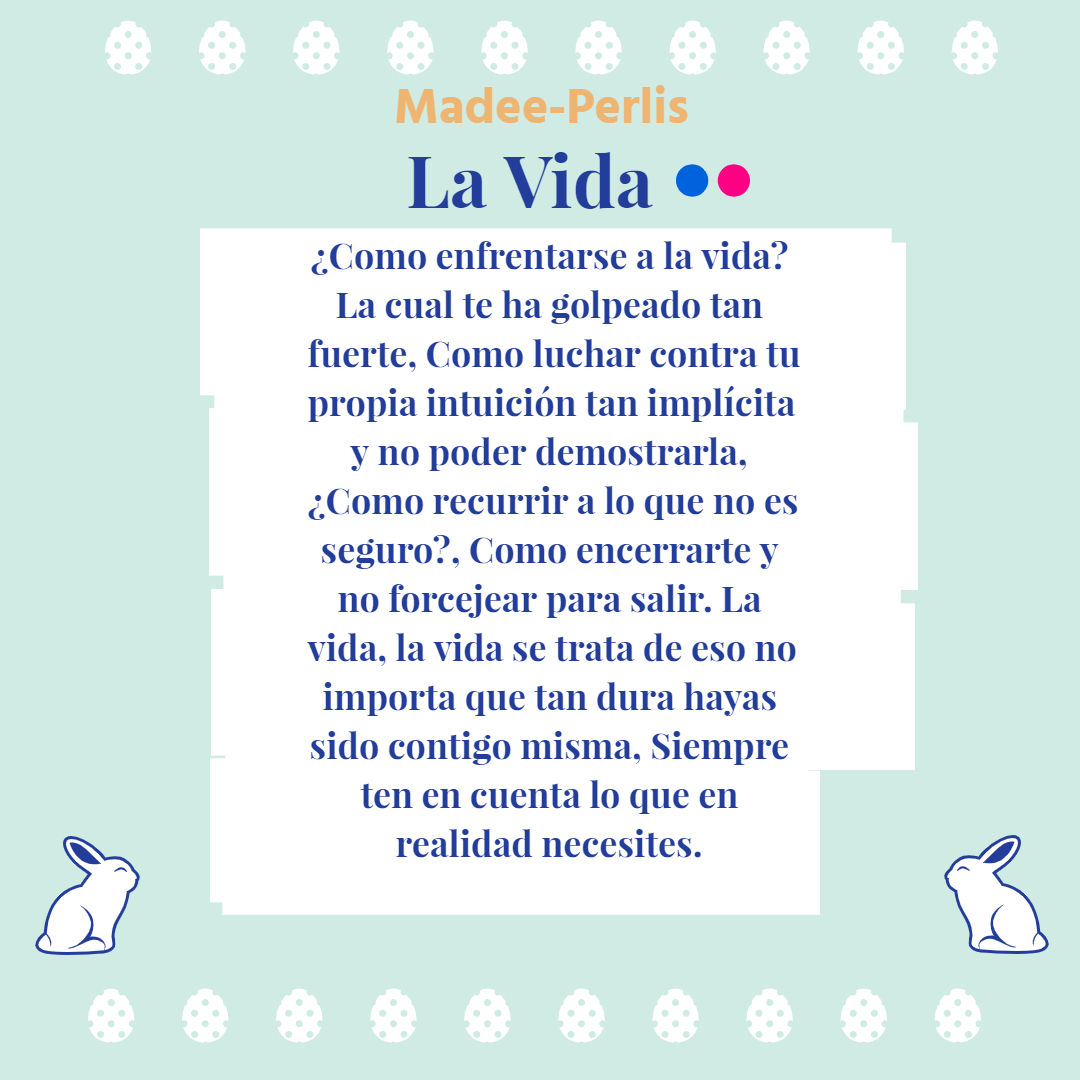 Madee-Perlis
La Vida
¿Como enfrentarse a la vida?
La cual te ha golpeado tan
fuerte, Como luchar contra tu
propia intuición tan implícita
y no poder demostrarla,
¿Como recurrir a lo que no es
seguro?, Como encerrarte y
no forcejear para salir. La
vida, la vida se trata de eso no
importa que tan dura hayas
sido contigo misma, Siempre
ten en cuenta lo que en
realidad necesites.